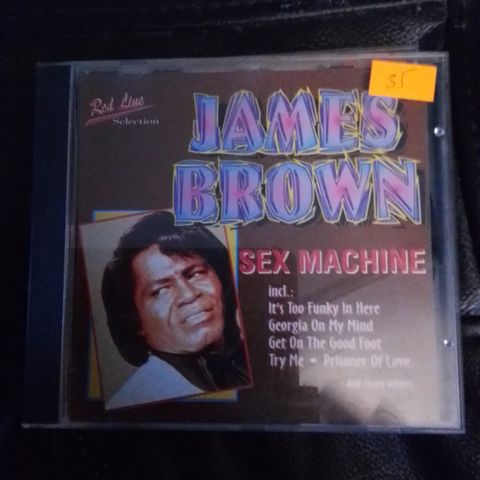 Red Line
Selection
35
JAMES
BROWN
SEX MACHINE
incl.:
It's Too Funky In Here
Georgia On My Mind
Get On The Good Foot
Try Me • Prisoner Of Love
and many others